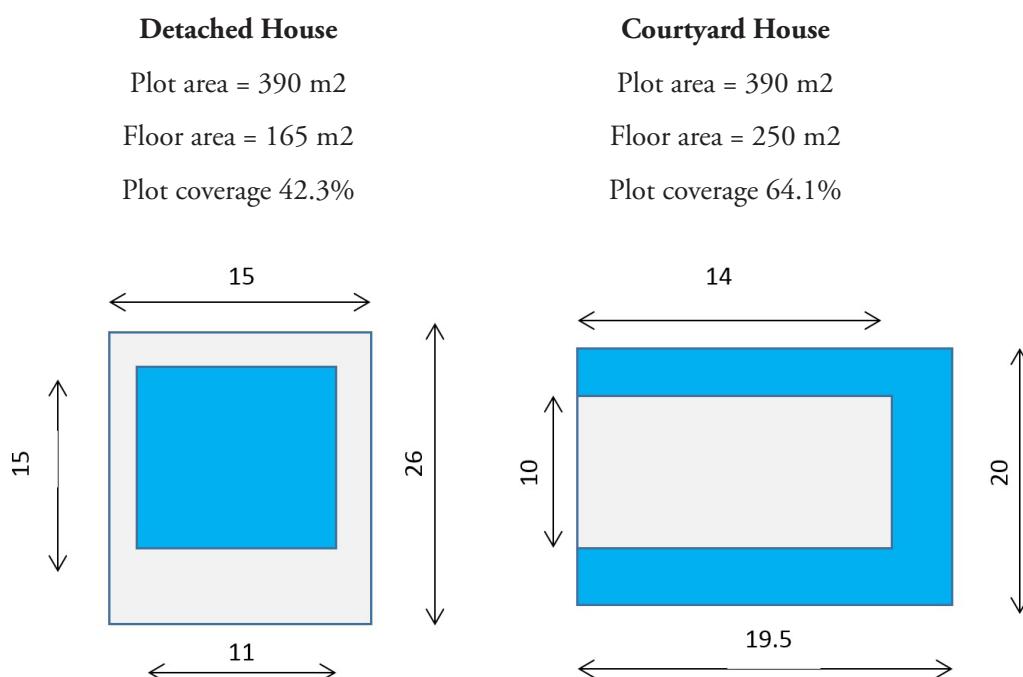 Detached House
Plot area = 390 m2
Floor area = 165 m2
Plot coverage 42.3%
15
15
26
11
Courtyard House
Plot area = 390 m2
Floor area = 250 m2
Plot coverage 64.1%
14
10
20
19.5